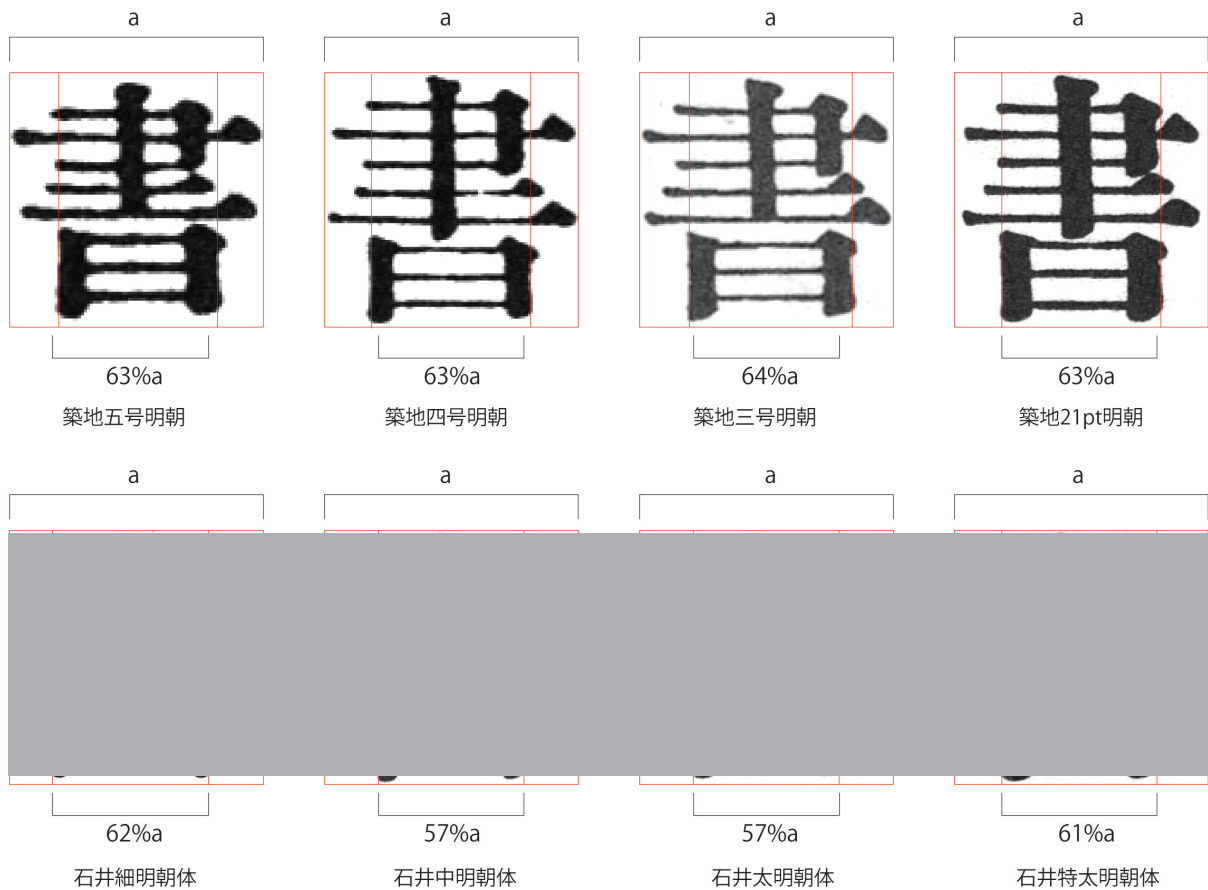 a a a a
書 書 書 書
63%a 63%a 64%a 63%a
築地五号明朝 築地四号明朝 築地三号明朝 築地21pt明朝
a a a a
62%a 57%a 57%a 61%a
石井細明朝体 石井中明朝体 石井太明朝体 石井特太明朝体